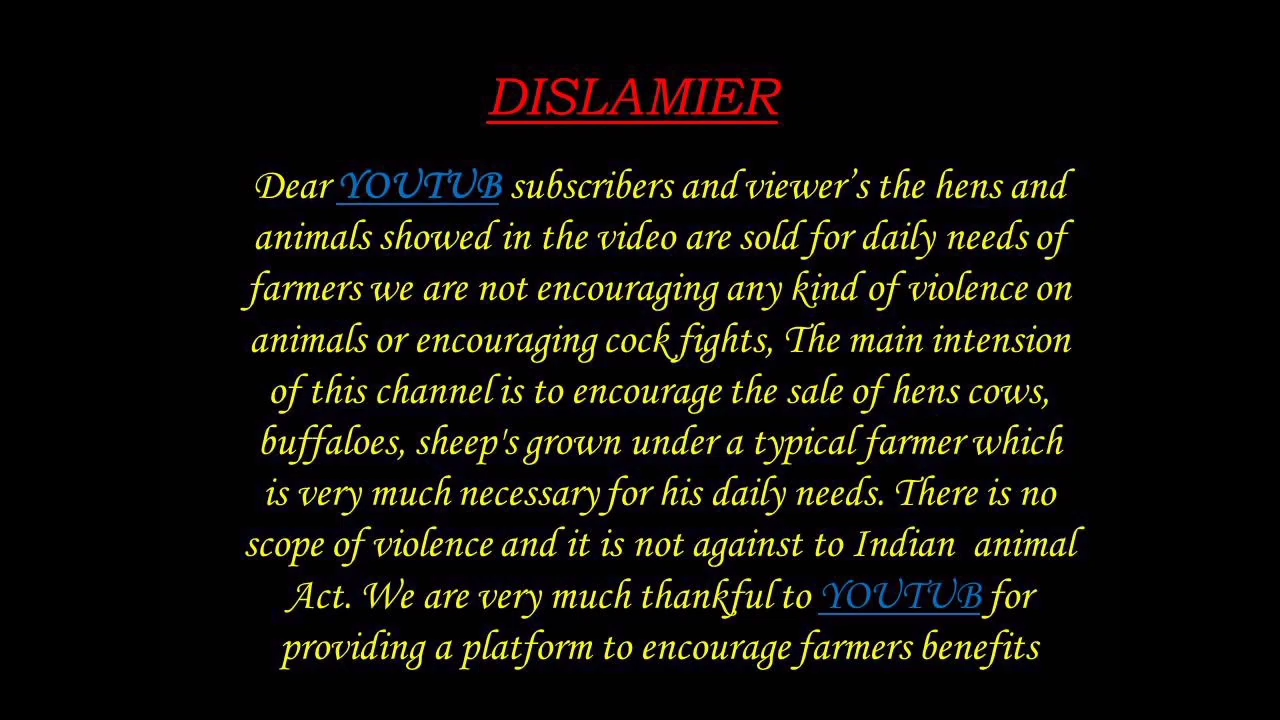 DISLAMIER
Dear YOUTUB subscribers and viewer’s the hens and
animals showed in the video are sold for daily needs of
farmers we are not encouraging any kind of violence on
animals or encouraging cock fights, The main intension
of this channel is to encourage the sale of hens cows,
buffaloes, sheep's grown under a typical farmer which
is very much necessary for his daily needs. There is no
scope of violence and it is not against to Indian  animal
Act. We are very much thankful to YOUTUB for
providing a platform to encourage farmers benefits